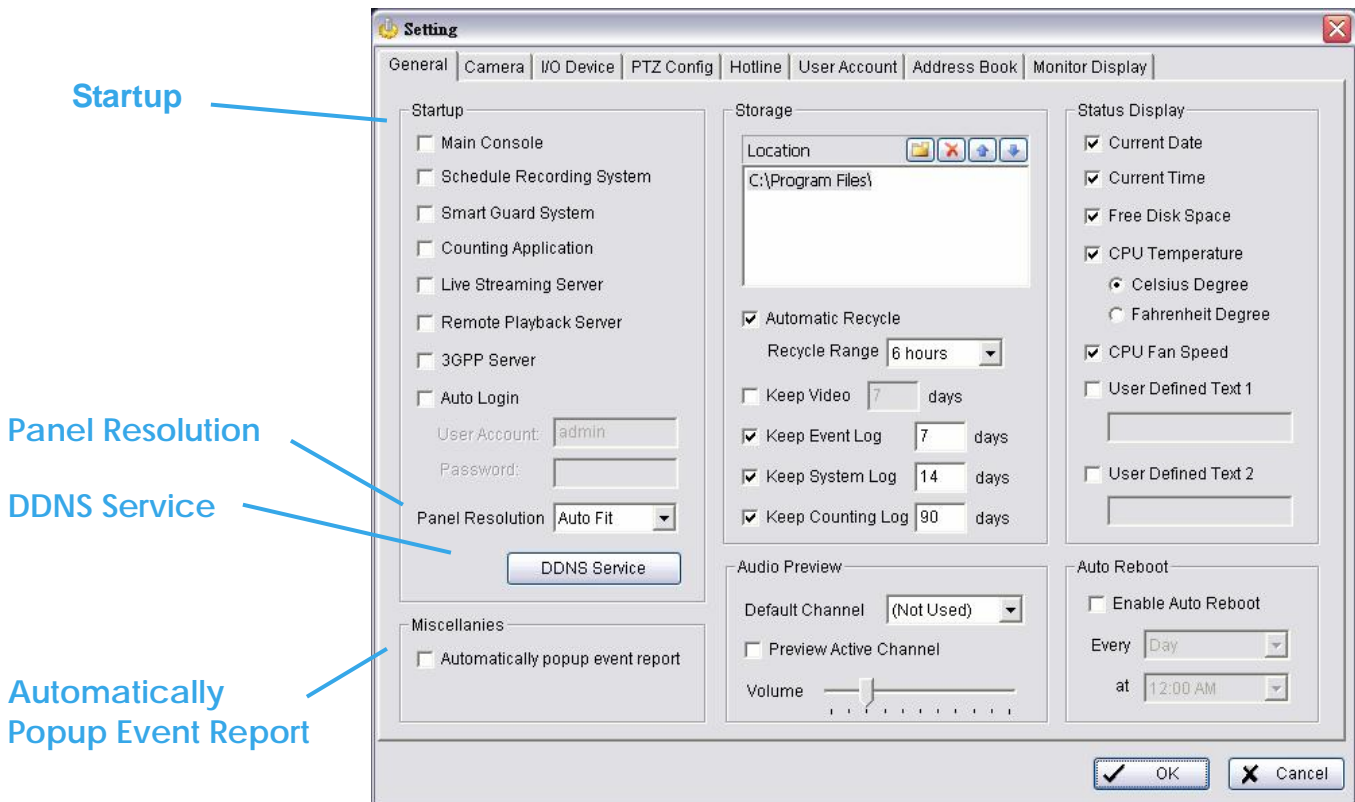 Setting
General Camera I/O Device PTZ Config Hotline User Account Address Book Monitor Display
Startup
Startup
Main Console
Schedule Recording System
Smart Guard System
Counting Application
Live Streaming Server
Remote Playback Server
3GPP Server
Auto Login
User Account: admin
Password:
Panel Resolution
Panel Resolution Auto Fit
DDNS Service
DDNS Service
Miscellanies
Automatically popup event report
Automatically
Popup Event Report
Storage
Location
C:\Program Files\
Automatic Recycle
Recycle Range 6 hours
Keep Video 7 days
Keep Event Log 7 days
Keep System Log 14 days
Keep Counting Log 90 days
Audio Preview
Default Channel (Not Used)
Preview Active Channel
Volume
Status Display
Current Date
Current Time
Free Disk Space
CPU Temperature
Celsius Degree
Fahrenheit Degree
CPU Fan Speed
User Defined Text 1
User Defined Text 2
Auto Reboot
Enable Auto Reboot
Every Day
at 12:00 AM
OK Cancel